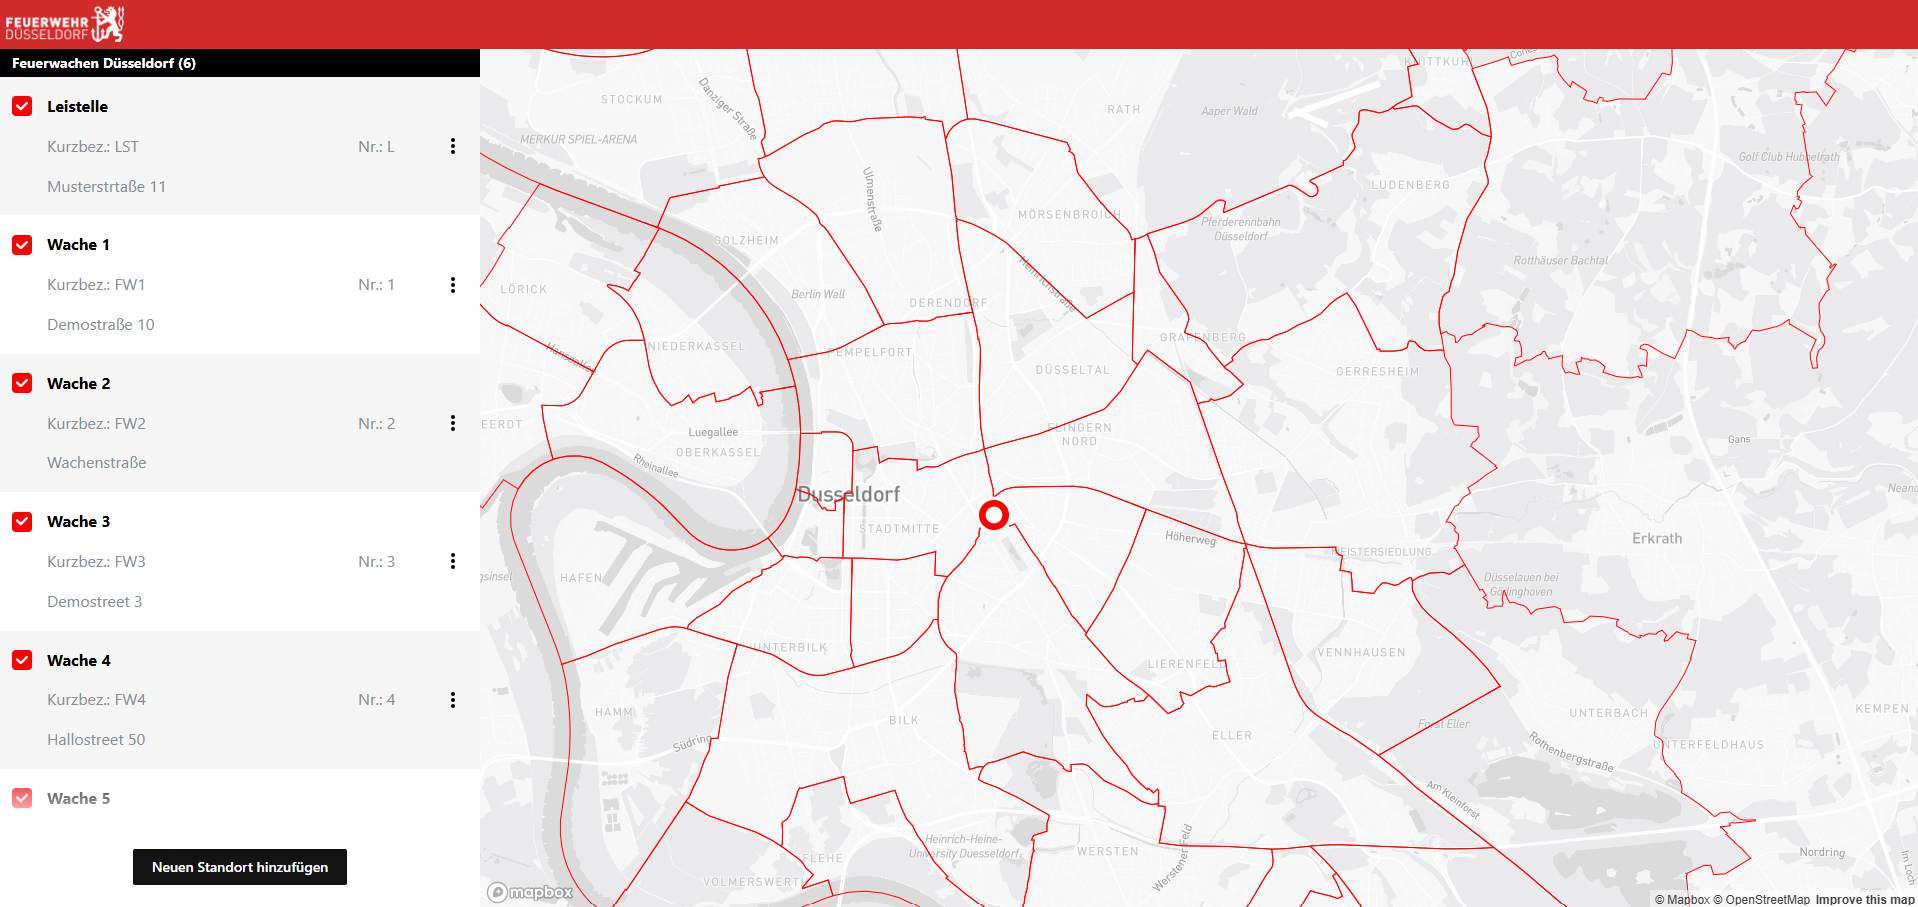 FEUERWEHR
DÜSSELDORF
Feuerwachen Düsseldorf (6)
Leistelle
Kurzbez.: LST
Nr.: L
Musterstrtaße 11
Wache 1
Kurzbez.: FW1
Nr.: 1
Demostraße 10
Wache 2
Kurzbez.: FW2
Nr.: 2
Wachenstraße
Wache 3
Kurzbez.: FW3
Nr.: 3
Demostreet 3
Wache 4
Kurzbez.: FW4
Nr.: 4
Hallostreet 50
Wache 5
Neuen Standort hinzufügen
KNITTKUHL
STOCKUM
Danziger Straße
RATH
Aaper Wald
MERKUR SPIEL-ARENA
Golf Club Hubbelrath
Ulmenstraße
LUDENBERG
MÖRSENBROICH
Pferderennbahn
Düsseldorf
GOLZHEIM
Rotthäuser Bachtal
Heinrichstraße
LÖRICK
Berlin Wall
DERENDORF
GRAFENBERG
NIEDERKASSEL
Hansaallee
PEMPELFORT
DÜSSELTAL
GERRESHEIM
EERDT
Luegallee
FLINGERN
NORD
Gans
OBERKASSEL
Rheinallee
Dusseldorf
Neand
STADTMITTE
Höherweg
Erkrath
MEISTERSIEDLUNG
gsinsel
HAFEN
Düsselauen bei
Gödinghoven
UNTERBILK
LIERENFELD
VENNHAUSEN
HAMM
BILK
Forst Eller
UNTERBACH
KEMPEN
Südring
ELLER
Rothenbergstraße
UNTERFELDHAUS
Am Kleinforst
Heinrich-Heine-
University Duesseldorf
FLEHE
WERSTEN
Werstener Feld
Nordring
Im Loch
VOLMERSWERTH
mapbox
© Mapbox © OpenStreetMap Improve this map